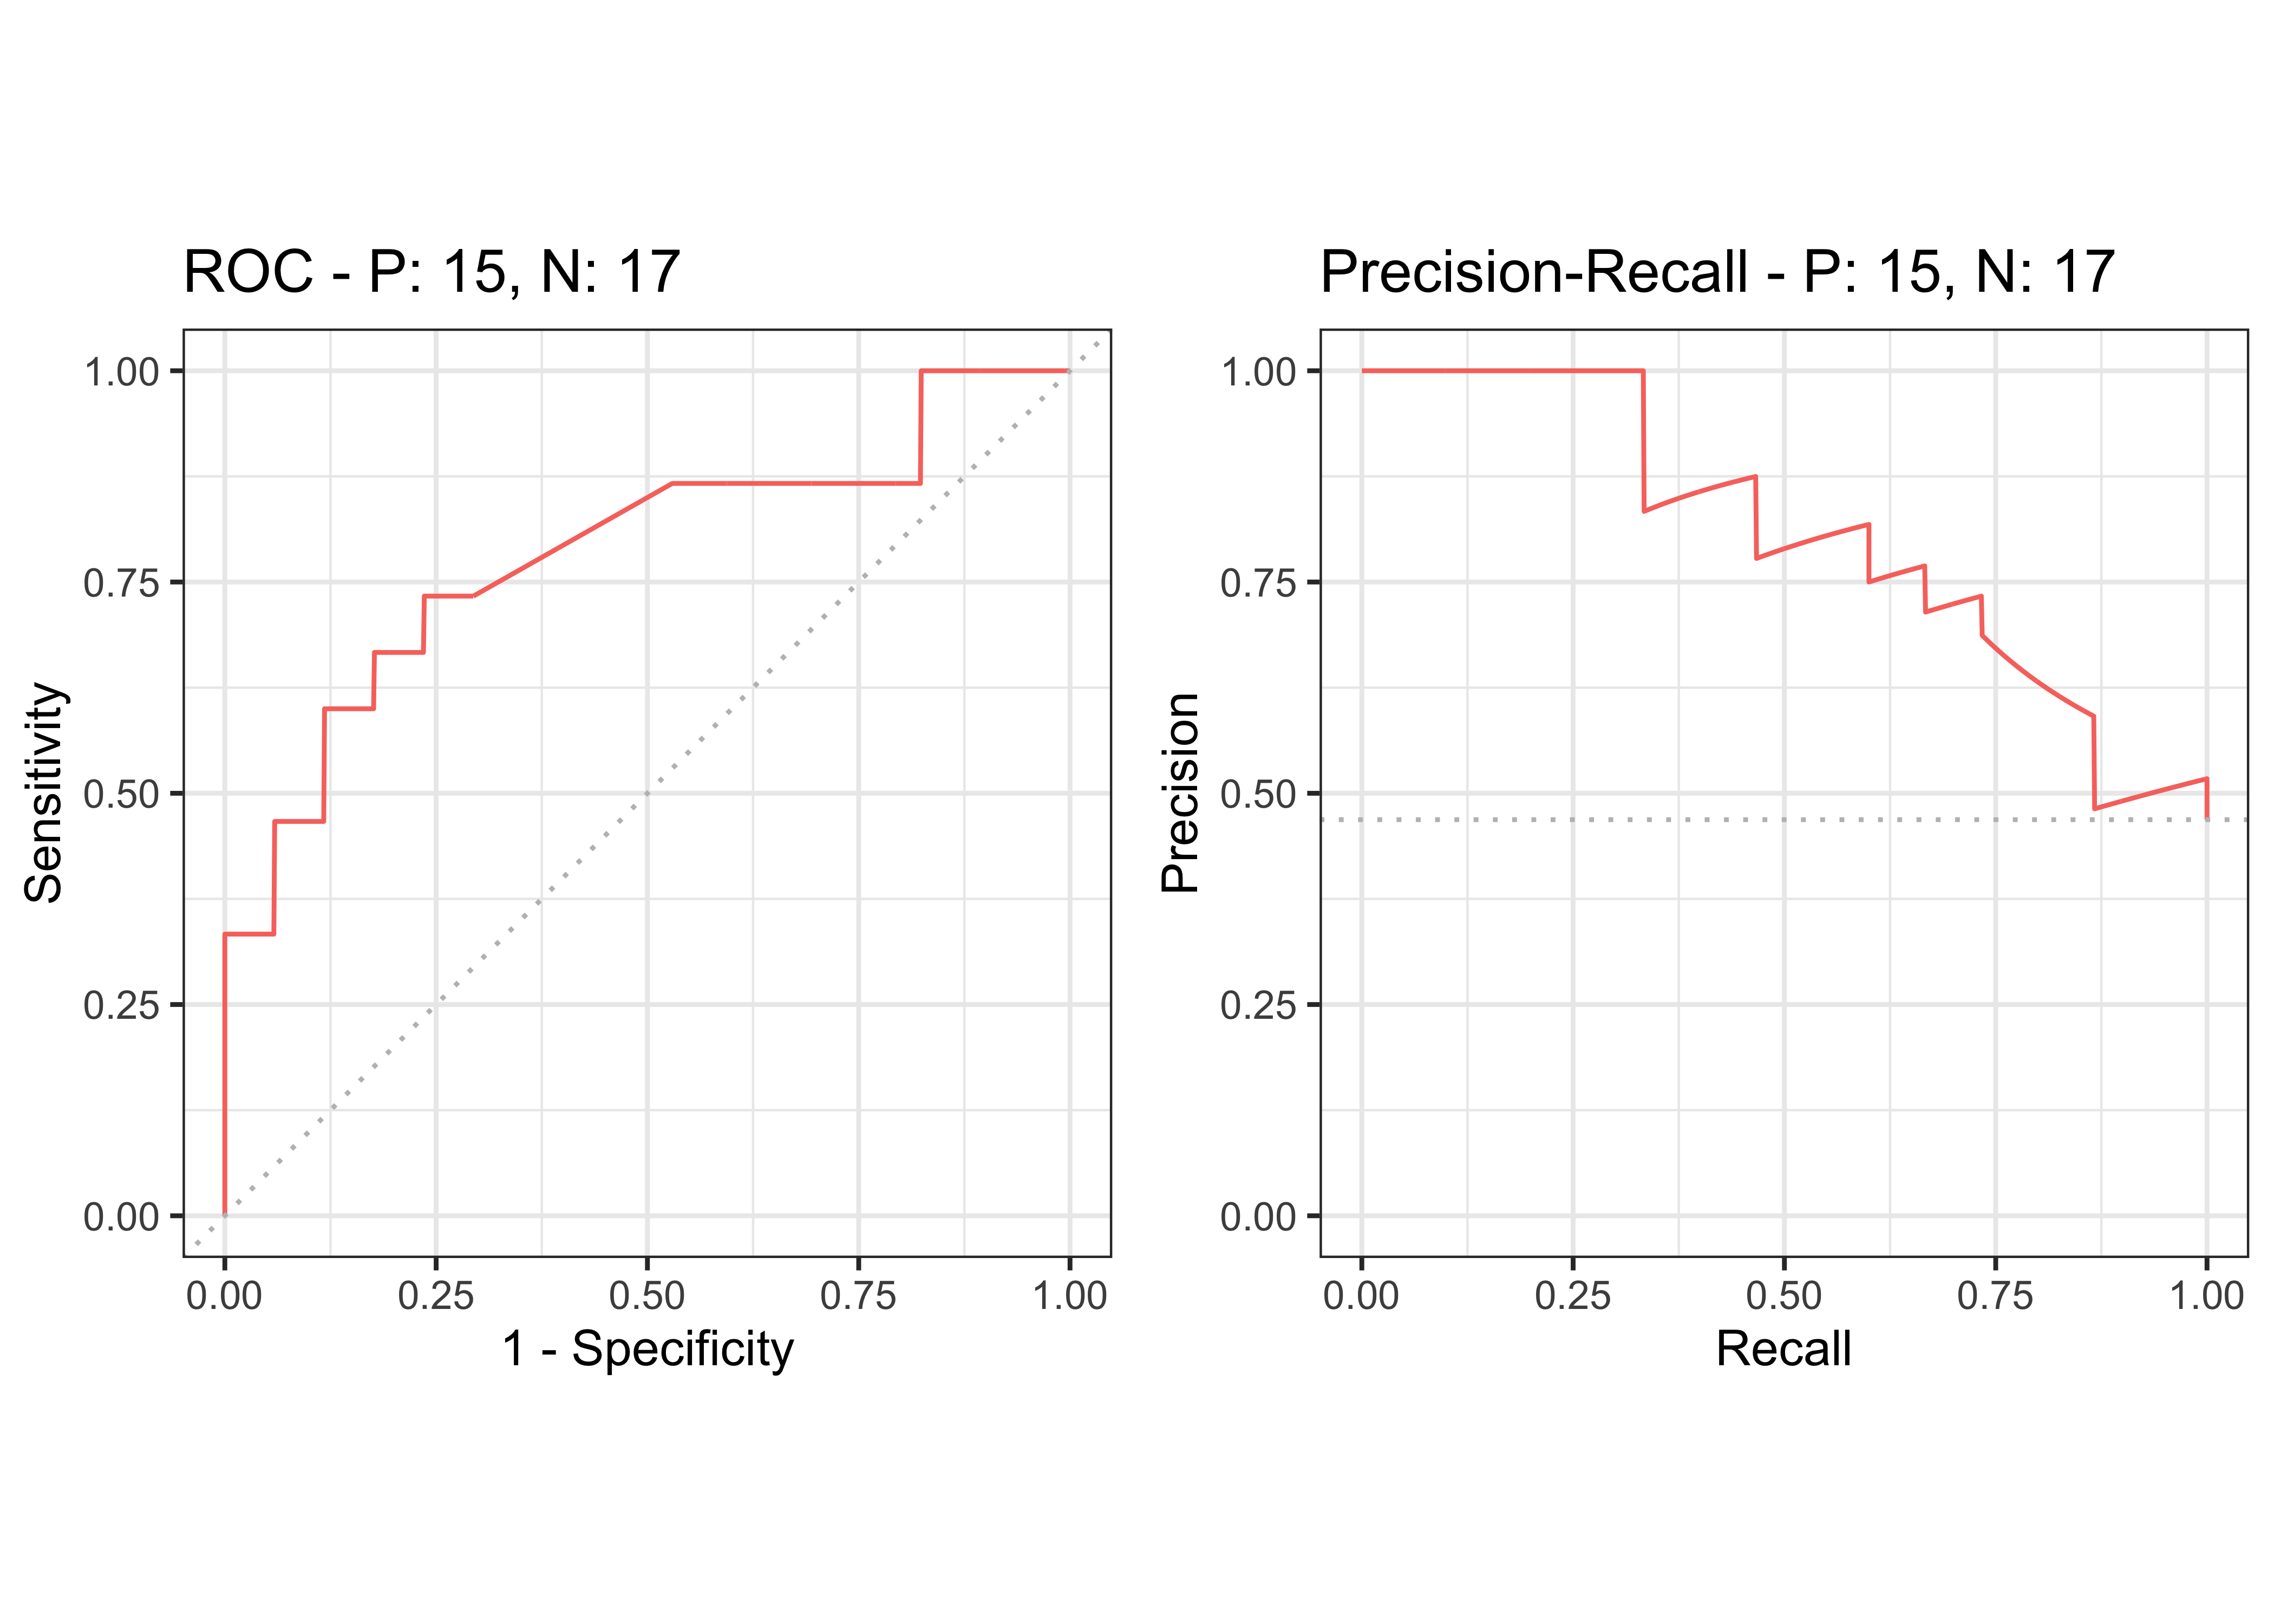 ROC - P: 15, N: 17
1.00
0.75
0.50
0.25
0.00
Sensitivity
0.00 0.25 0.50 0.75 1.00
1 - Specificity
Precision-Recall - P: 15, N: 17
1.00
0.75
0.50
0.25
0.00
Precision
0.00 0.25 0.50 0.75 1.00
Recall